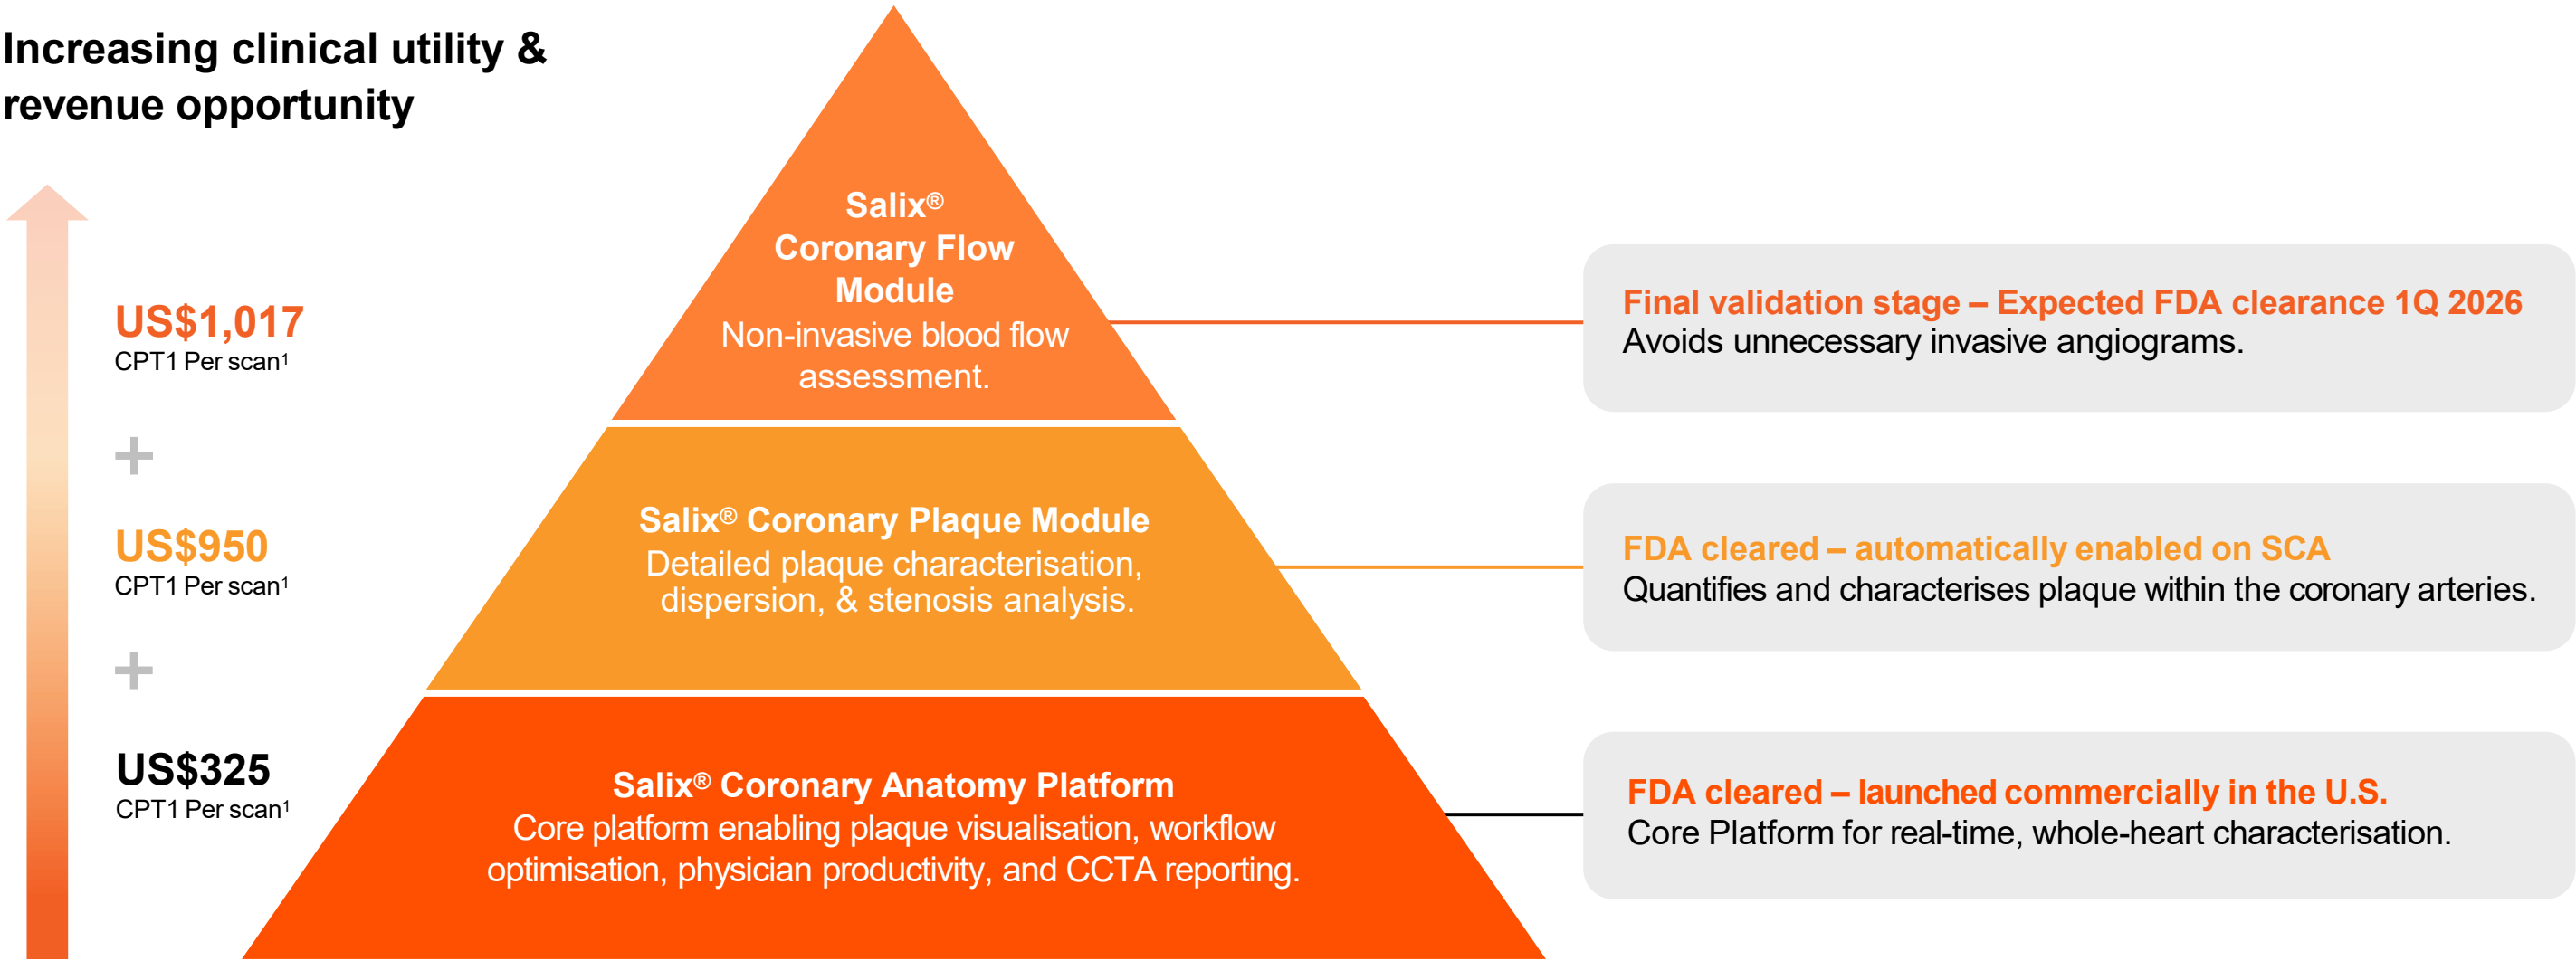 Increasing clinical utility &
revenue opportunity
US$1,017
CPT1 Per scan¹
+
US$950
CPT1 Per scan¹
+
US$325
CPT1 Per scan¹
Salix®
Coronary Flow
Module
Non-invasive blood flow
assessment.
Salix® Coronary Plaque Module
Detailed plaque characterisation,
dispersion, & stenosis analysis.
Salix® Coronary Anatomy Platform
Core platform enabling plaque visualisation, workflow
optimisation, physician productivity, and CCTA reporting.
Final validation stage – Expected FDA clearance 1Q 2026
Avoids unnecessary invasive angiograms.
FDA cleared – automatically enabled on SCA
Quantifies and characterises plaque within the coronary arteries.
FDA cleared – launched commercially in the U.S.
Core Platform for real-time, whole-heart characterisation.